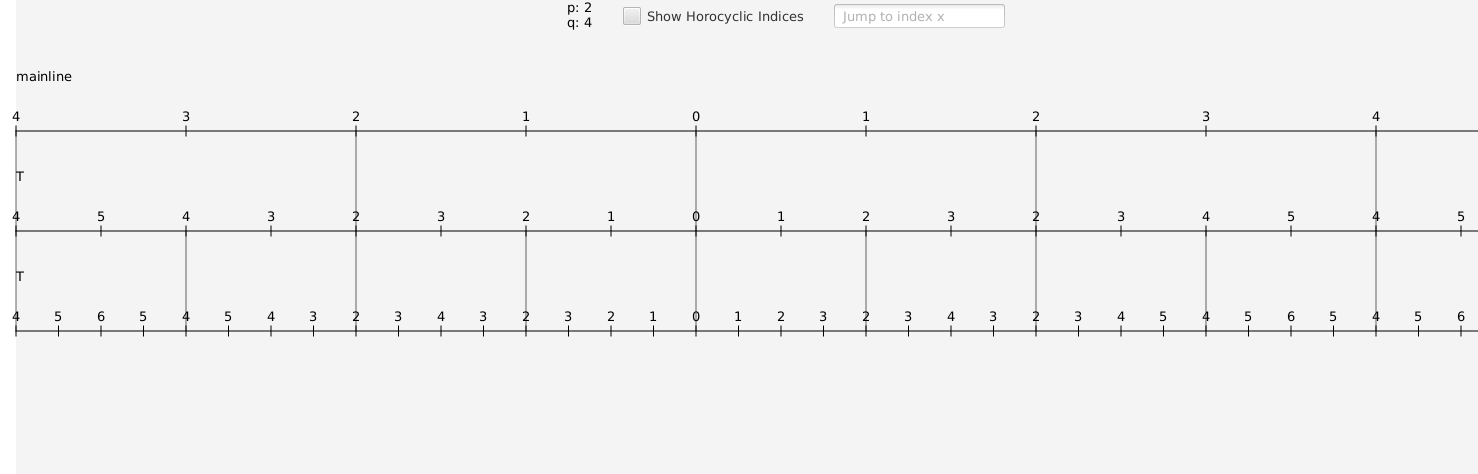 p: 2
q: 4
Show Horocyclic Indices
Jump to index x
mainline
4 3 2 1 0 1 2 3 4
T
4 5 4 3 2 3 2 1 0 1 2 3 2 3 4 5 4 5
T
4 5 6 5 4 5 4 3 2 3 4 3 2 3 2 1 0 1 2 3 2 3 4 3 2 3 4 5 4 5 6 5 4 5 6